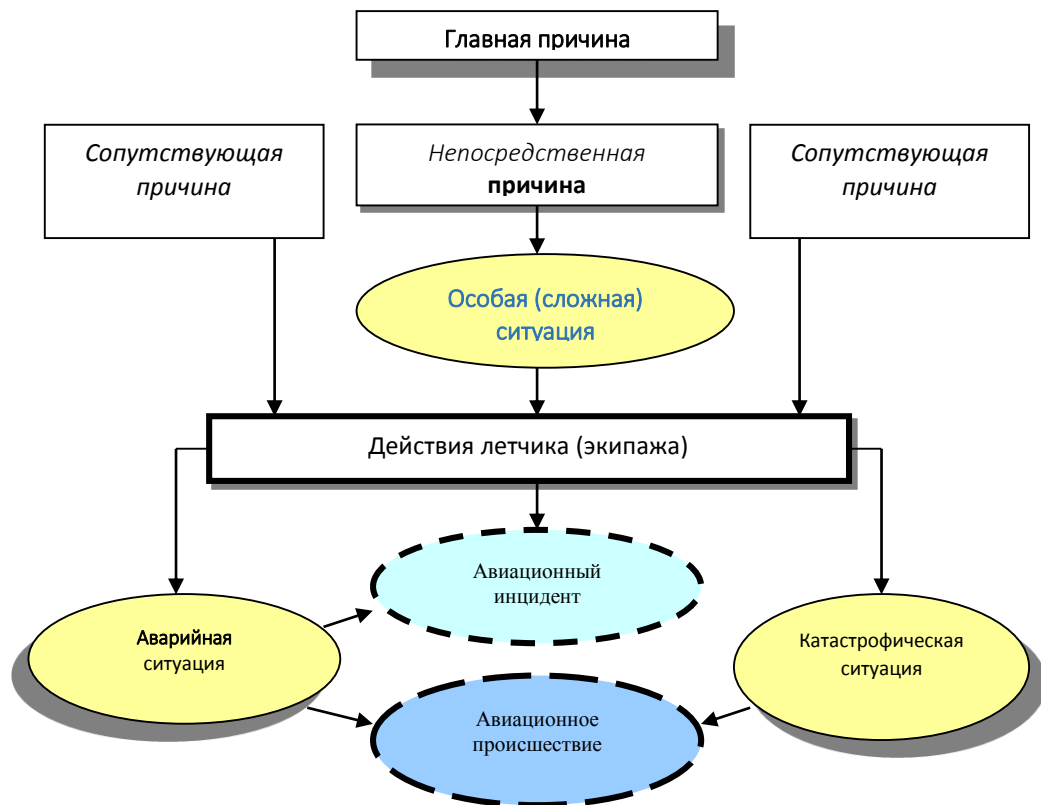 Главная причина
Сопутствующая
причина
Непосредственная
причина
Сопутствующая
причина
Особая (сложная)
ситуация
Действия летчика (экипажа)
Авиационный
инцидент
Аварийная
ситуация
Катастрофическая
ситуация
Авиационное
происшествие